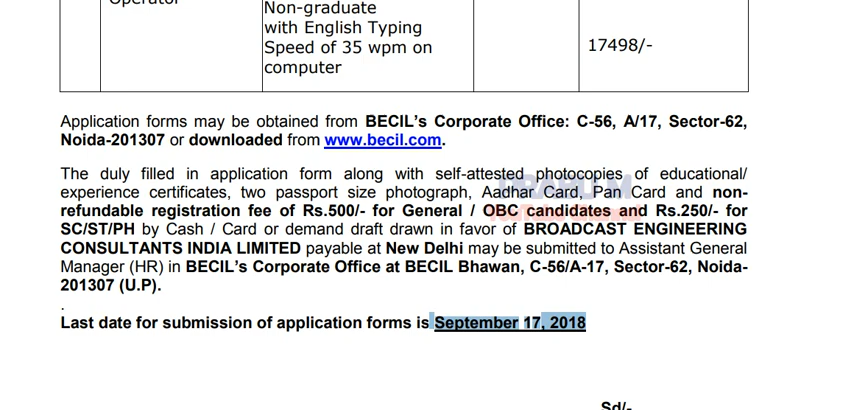 Operator
Non-graduate
with English Typing
Speed of 35 wpm on
computer
17498/-
Application forms may be obtained from BECIL’s Corporate Office: C-56, A/17, Sector-62,
Noida-201307 or downloaded from www.becil.com.
The duly filled in application form along with self-attested photocopies of educational/
experience certificates, two passport size photograph, Aadhar Card, Pan Card and non-
refundable registration fee of Rs.500/- for General / OBC candidates and Rs.250/- for
SC/ST/PH by Cash / Card or demand draft drawn in favor of BROADCAST ENGINEERING
CONSULTANTS INDIA LIMITED payable at New Delhi may be submitted to Assistant General
Manager (HR) in BECIL’s Corporate Office at BECIL Bhawan, C-56/A-17, Sector-62, Noida-
201307 (U.P).
.
Last date for submission of application forms is September 17, 2018
Sd/-